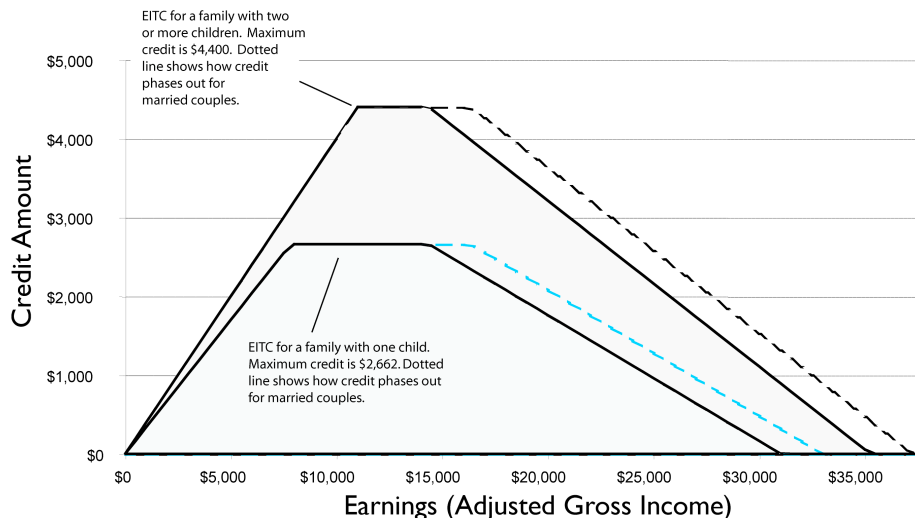 EITC for a family with two
or more children. Maximum
credit is $4,400. Dotted
line shows how credit
phases out for
married couples.
$5,000
$4,000
$3,000
$2,000
$1,000
$0
Credit Amount
EITC for a family with one child.
Maximum credit is $2,662. Dotted
line shows how credit phases out
for married couples.
$0 $5,000 $10,000 $15,000 $20,000 $25,000 $30,000 $35,000
Earnings (Adjusted Gross Income)